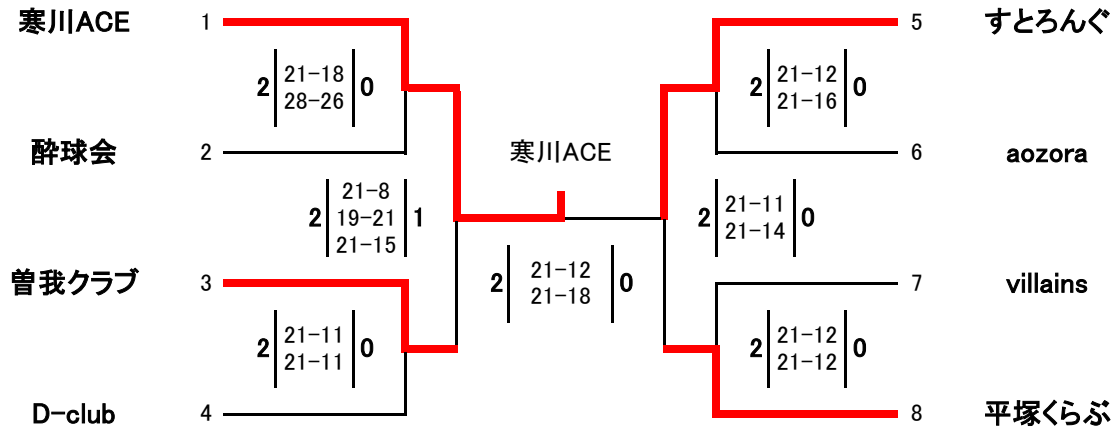 寒川ACE 1 5 すとろんぐ
2 21-18 0 2 21-12 0
28-26 21-16
酔球会 2 寒川ACE 6 aozora
2 21-8 1 2 21-11 0
19-21 21-14
21-15
曽我クラブ 3 2 21-12 0 7 villains
21-18
2 21-11 0 2 21-12 0
21-11 21-12
D-club 4 8 平塚くらぶ